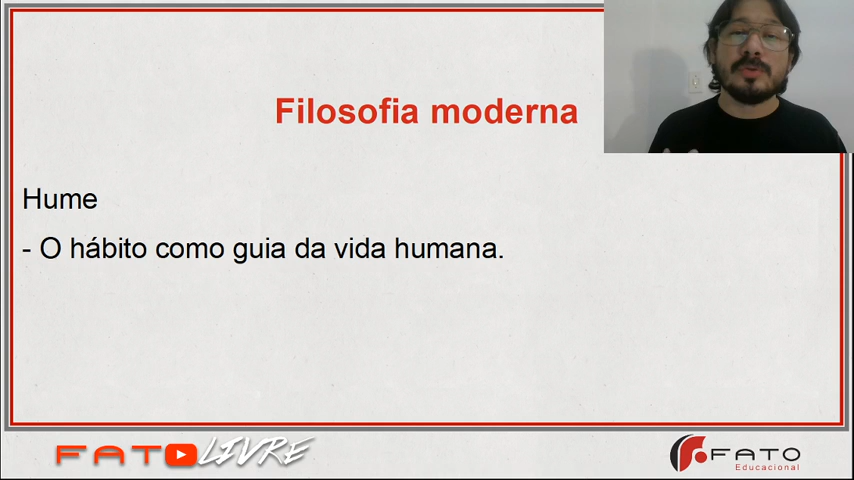 Filosofia moderna
Hume
- O hábito como guia da vida humana.
FATO LIVRE
FATO
Educacional